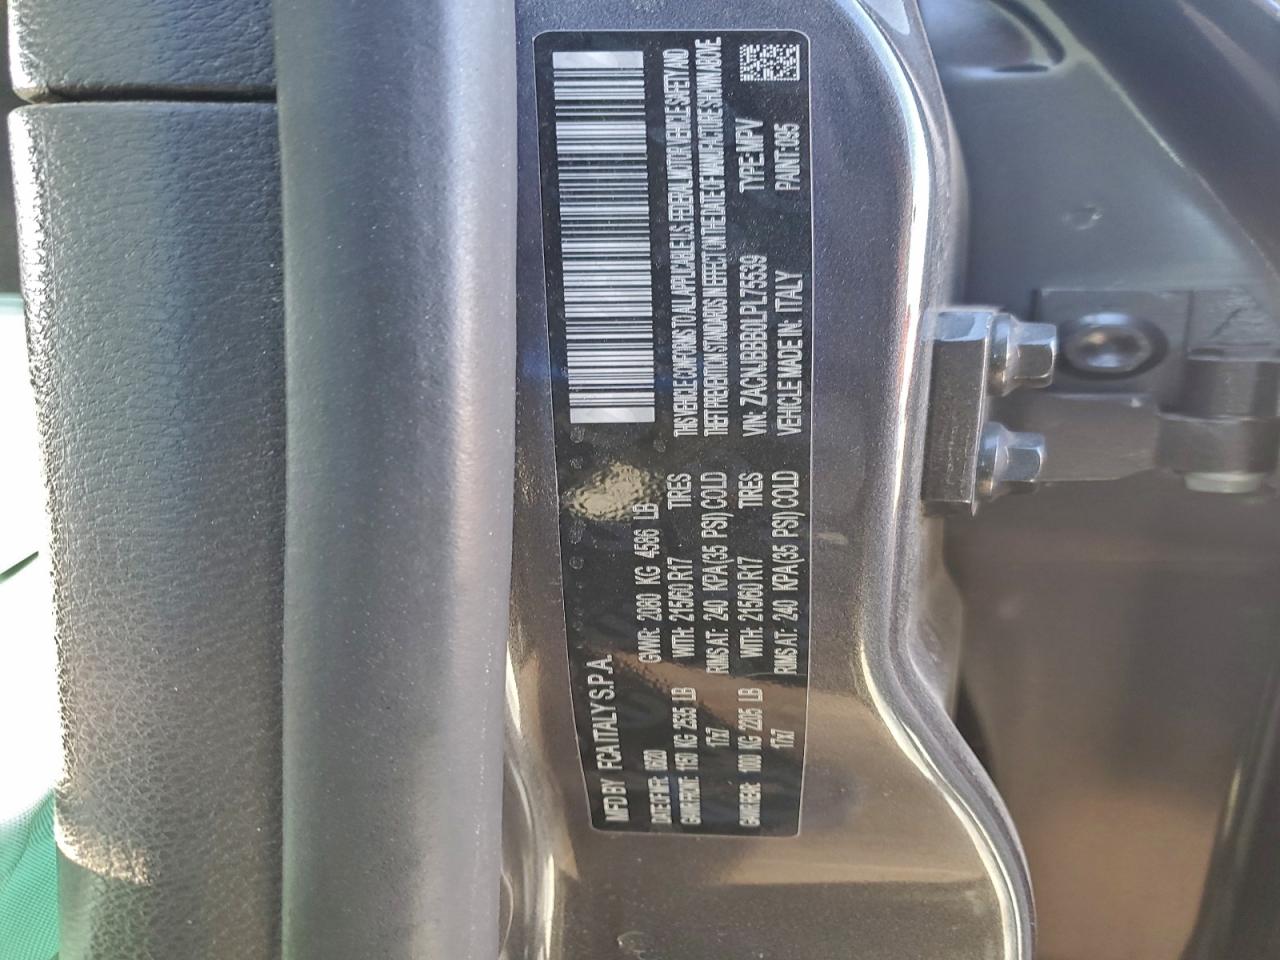 MFD BY FCA ITALY S.P.A.
DATE OF MFR: 06/20 GVWR: 2080 KG 4586 LB
GAWR FRONT: 1150 KG 2535 LB WITH: 215/60 R17 TIRES
17x7 RIMS AT: 240 KPA(35 PSI) COLD
GAWR REAR: 1000 KG 2205 LB WITH: 215/60 R17 TIRES
17x7 RIMS AT: 240 KPA(35 PSI) COLD
THIS VEHICLE CONFORMS TO ALL APPLICABLE U.S. FEDERAL MOTOR VEHICLE SAFETY AND
THEFT PREVENTION STANDARDS IN EFFECT ON THE DATE OF MANUFACTURE SHOWN ABOVE.
VIN: ZACNJBBB0LPL75539 TYPE: MPV
VEHICLE MADE IN: ITALY PAINT: 095